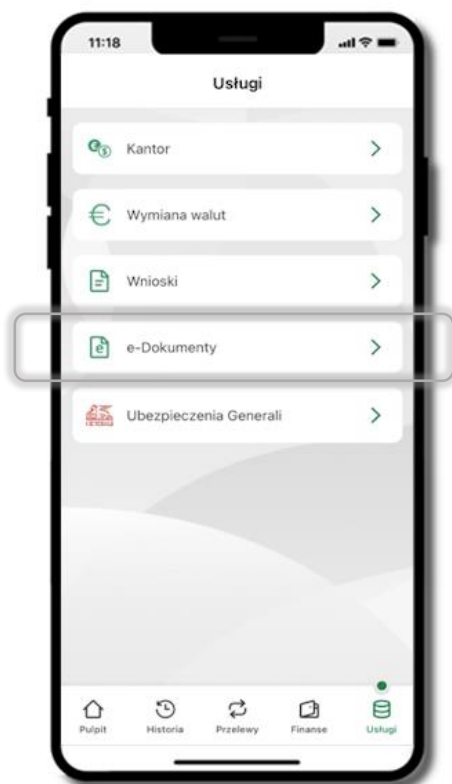 11:18
Usługi
Kantor
Wymiana walut
Wnioski
e-Dokumenty
Ubezpieczenia Generali
Pulpit Historia Przelewy Finanse Usługi